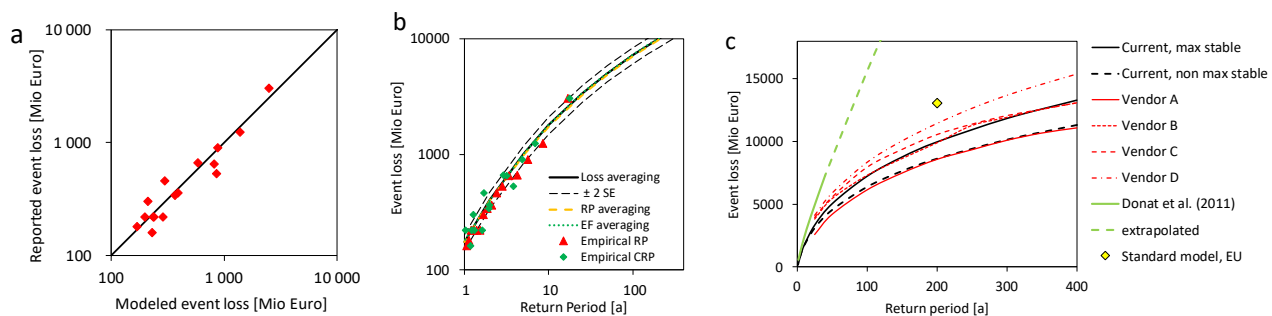 a
Reported event loss [Mio Euro]
10 000
1 000
100
100
1 000
10 000
Modeled event loss [Mio Euro]
b
Event loss [Mio Euro]
10000
1000
100
1
10
100
Return Period [a]
Loss averaging
± 2 SE
RP averaging
EF averaging
Empirical RP
Empirical CRP
c
Event loss [Mio Euro]
15000
10000
5000
0
0
100
200
300
400
Return period [a]
Current, max stable
Current, non max stable
Vendor A
Vendor B
Vendor C
Vendor D
Donat et al. (2011)
extrapolated
Standard model, EU